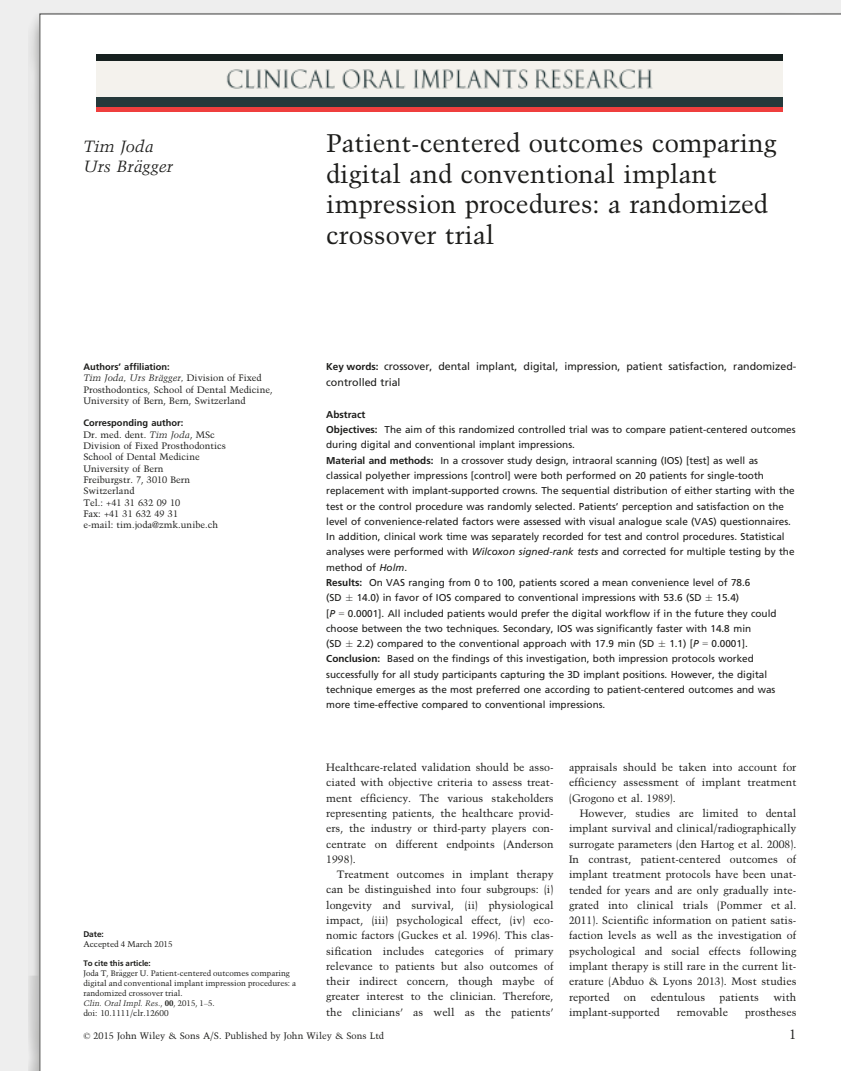 CLINICAL ORAL IMPLANTS RESEARCH
Tim Joda
Urs Brägger
Patient-centered outcomes comparing
digital and conventional implant
impression procedures: a randomized
crossover trial
Authors' affiliation:
Tim Joda, Urs Brägger, Division of Fixed
Prosthodontics, School of Dental Medicine,
University of Bern, Bern, Switzerland
Corresponding author:
Dr. med. dent. Tim Joda, MSc
Division of Fixed Prosthodontics
School of Dental Medicine
University of Bern
Freiburgstr. 7, 3010 Bern
Switzerland
Tel.: +41 31 632 09 10
Fax: +41 31 632 49 31
e-mail: tim.joda@zmk.unibe.ch
Date:
Accepted 4 March 2015
To cite this article:
Joda T, Brägger U. Patient-centered outcomes comparing
digital and conventional implant impression procedures: a
randomized crossover trial.
Clin. Oral Impl. Res., 00, 2015, 1–5.
doi: 10.1111/clr.12600
Key words: crossover, dental implant, digital, impression, patient satisfaction, randomized-
controlled trial
Abstract
Objectives: The aim of this randomized controlled trial was to compare patient-centered outcomes
during digital and conventional implant impressions.
Material and methods: In a crossover study design, intraoral scanning (IOS) [test] as well as
classical polyether impressions [control] were both performed on 20 patients for single-tooth
replacement with implant-supported crowns. The sequential distribution of either starting with the
test or the control procedure was randomly selected. Patients' perception and satisfaction on the
level of convenience-related factors were assessed with visual analogue scale (VAS) questionnaires.
In addition, clinical work time was separately recorded for test and control procedures. Statistical
analyses were performed with Wilcoxon signed-rank tests and corrected for multiple testing by the
method of Holm.
Results: On VAS ranging from 0 to 100, patients scored a mean convenience level of 78.6
(SD ± 14.0) in favor of IOS compared to conventional impressions with 53.6 (SD ± 15.4)
[P = 0.0001]. All included patients would prefer the digital workflow if in the future they could
choose between the two techniques. Secondary, IOS was significantly faster with 14.8 min
(SD ± 2.2) compared to the conventional approach with 17.9 min (SD ± 1.1) [P = 0.0001].
Conclusion: Based on the findings of this investigation, both impression protocols worked
successfully for all study participants capturing the 3D implant positions. However, the digital
technique emerges as the most preferred one according to patient-centered outcomes and was
more time-effective compared to conventional impressions.
Healthcare-related validation should be asso-
ciated with objective criteria to assess treat-
ment efficiency. The various stakeholders
representing patients, the healthcare provid-
ers, the industry or third-party players con-
centrate on different endpoints (Anderson
1998).
Treatment outcomes in implant therapy
can be distinguished into four subgroups: (i)
longevity and survival, (ii) physiological
impact, (iii) psychological effect, (iv) eco-
nomic factors (Guckes et al. 1996). This clas-
sification includes categories of primary
relevance to patients but also outcomes of
their indirect concern, though maybe of
greater interest to the clinician. Therefore,
the clinicians' as well as the patients'
appraisals should be taken into account for
efficiency assessment of implant treatment
(Grogono et al. 1989).
However, studies are limited to dental
implant survival and clinical/radiographically
surrogate parameters (den Hartog et al. 2008).
In contrast, patient-centered outcomes of
implant treatment protocols have been unat-
tended for years and are only gradually inte-
grated into clinical trials (Pommer et al.
2011). Scientific information on patient satis-
faction levels as well as the investigation of
psychological and social effects following
implant therapy is still rare in the current lit-
erature (Abduo & Lyons 2013). Most studies
reported on edentulous patients with
implant-supported removable prostheses
© 2015 John Wiley & Sons A/S. Published by John Wiley & Sons Ltd
1